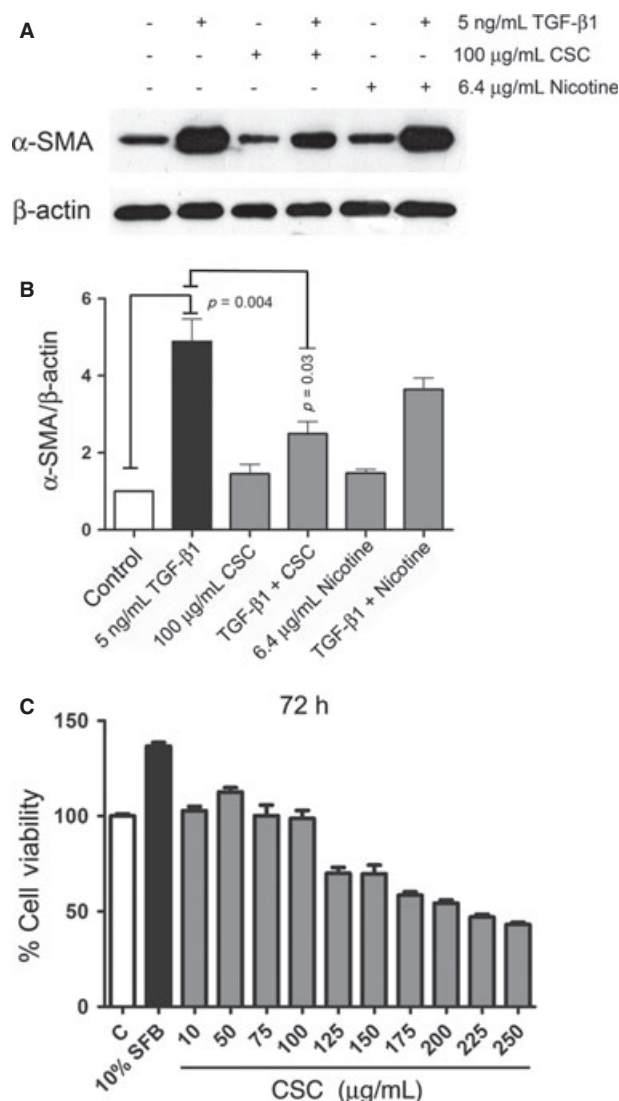 A
- + - + - + 5 ng/mL TGF-β1
- - + + - - 100 µg/mL CSC
- - - - + + 6.4 µg/mL Nicotine
α-SMA
β-actin
B
α-SMA/β-actin
6
4
2
0
p = 0.004
p = 0.03
Control
5 ng/mL TGF-β1
100 µg/mL CSC
TGF-β1 + CSC
6.4 µg/mL Nicotine
TGF-β1 + Nicotine
C
72 h
% Cell viability
150
100
50
0
C
10% SFB
10
50
75
100
125
150
175
200
225
250
CSC (µg/mL)